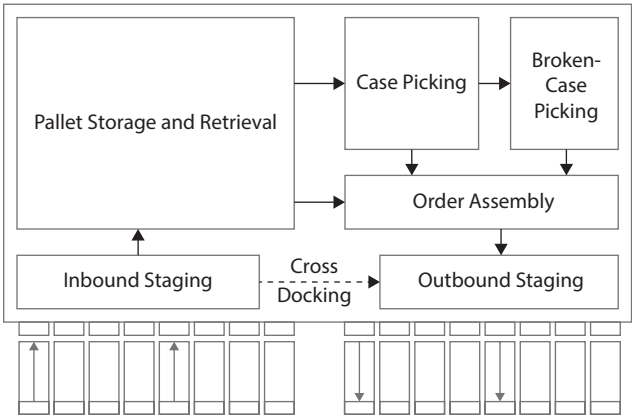 Pallet Storage and Retrieval
Case Picking
Broken-
Case
Picking
Order Assembly
Inbound Staging
Cross
Docking
Outbound Staging